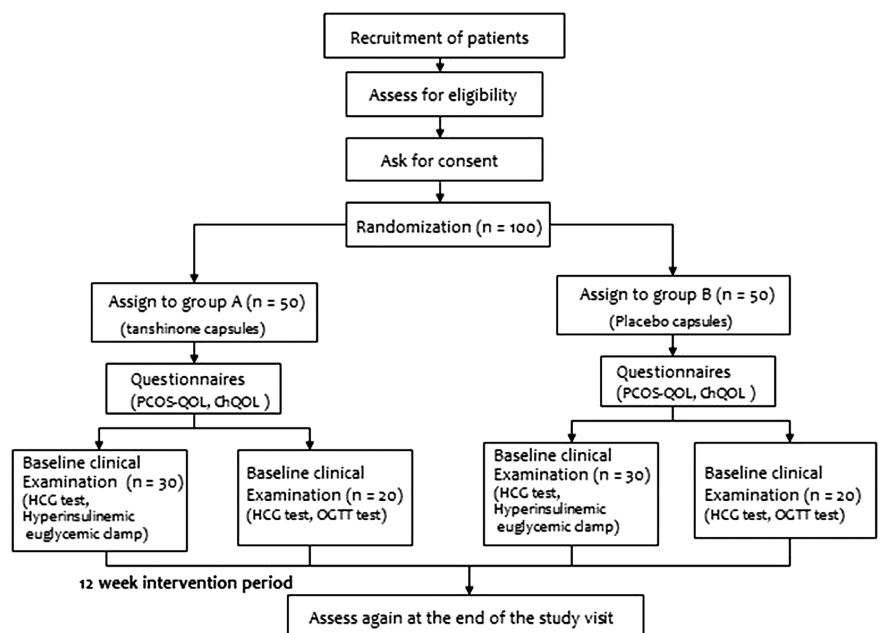 Recruitment of patients
Assess for eligibility
Ask for consent
Randomization (n = 100)
Assign to group A (n = 50)
(tanshinone capsules)
Assign to group B (n = 50)
(Placebo capsules)
Questionnaires
(PCOS-QOL, ChQOL )
Questionnaires
(PCOS-QOL, ChQOL )
Baseline clinical
Examination (n = 30)
(HCG test,
Hyperinsulinemic
euglycemic clamp)
Baseline clinical
Examination (n = 20)
(HCG test, OGTT test)
Baseline clinical
Examination (n = 30)
(HCG test,
Hyperinsulinemic
euglycemic clamp)
Baseline clinical
Examination (n = 20)
(HCG test, OGTT test)
12 week intervention period
Assess again at the end of the study visit